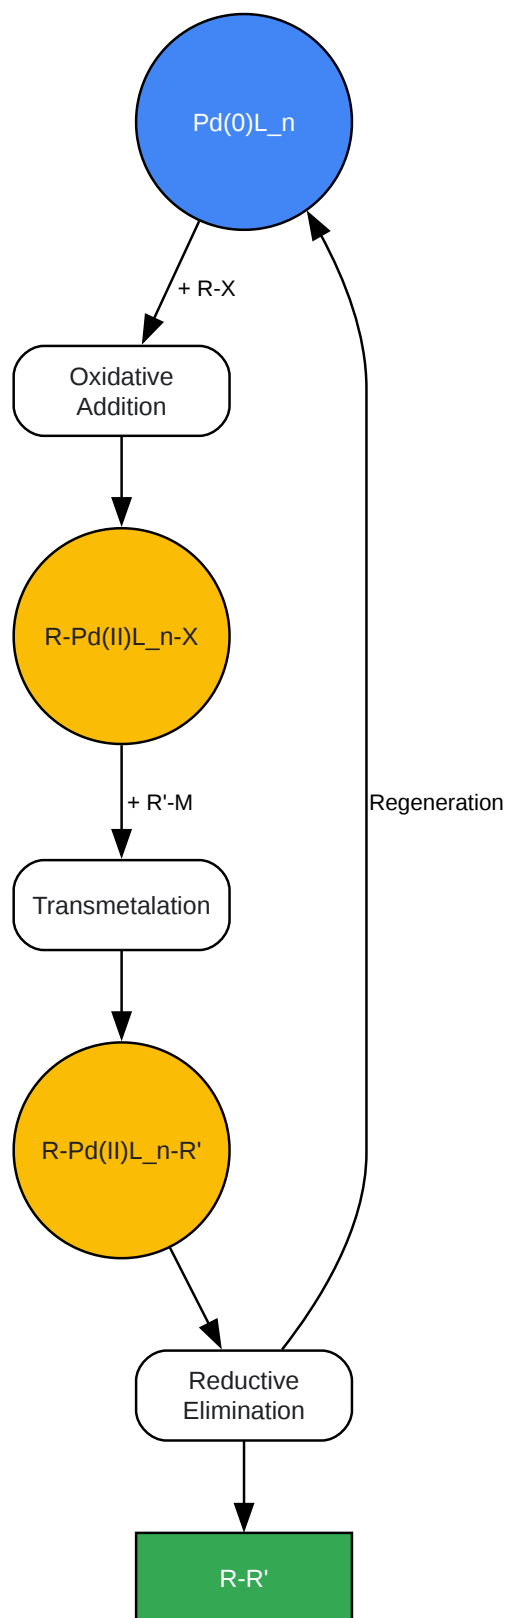 Pd(0)L_n
+ R-X
Oxidative
Addition
R-Pd(II)L_n-X
+ R'-M
Regeneration
Transmetalation
R-Pd(II)L_n-R'
Reductive
Elimination
R-R'